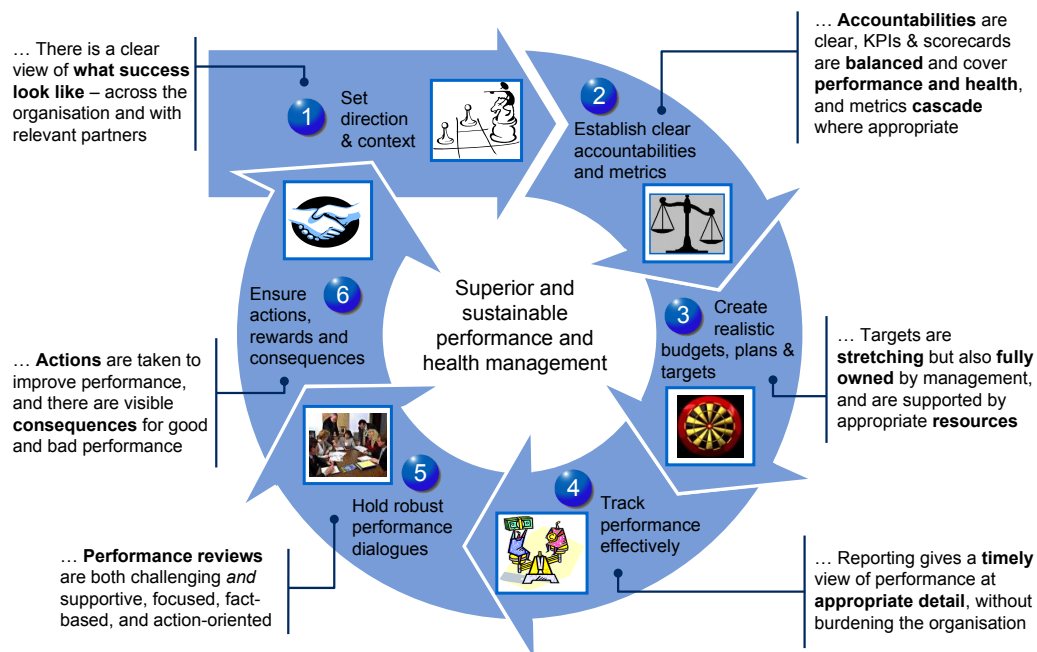 … There is a clear
view of what success
look like – across the
organisation and with
relevant partners
1
Set
direction
& context
2
Establish clear
accountabilities
and metrics
… Accountabilities are
clear, KPIs & scorecards
are balanced and cover
performance and health,
and metrics cascade
where appropriate
3
Create
realistic
budgets, plans &
targets
… Targets are
stretching but also fully
owned by management,
and are supported by
appropriate resources
4
Track
performance
effectively
… Reporting gives a timely
view of performance at
appropriate detail, without
burdening the organisation
5
Hold robust
performance
dialogues
… Performance reviews
are both challenging and
supportive, focused, fact-
based, and action-oriented
6
Ensure
actions,
rewards and
consequences
… Actions are taken to
improve performance,
and there are visible
consequences for good
and bad performance
Superior and
sustainable
performance and
health management